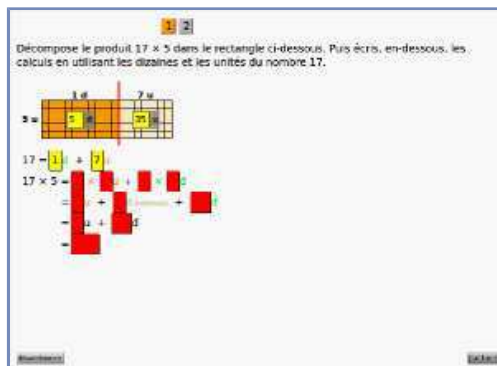 1 2
Décompose le produit 17 × 5 dans le rectangle ci-dessous. Puis écris, en-dessous, les
calculs en utilisant les dizaines et les unités du nombre 17.
1 d 7 u
5 u 5 d 35 u
17 = 1 d + 7 u
17 × 5 = × u + × d
= u + d + d
= u + d
=